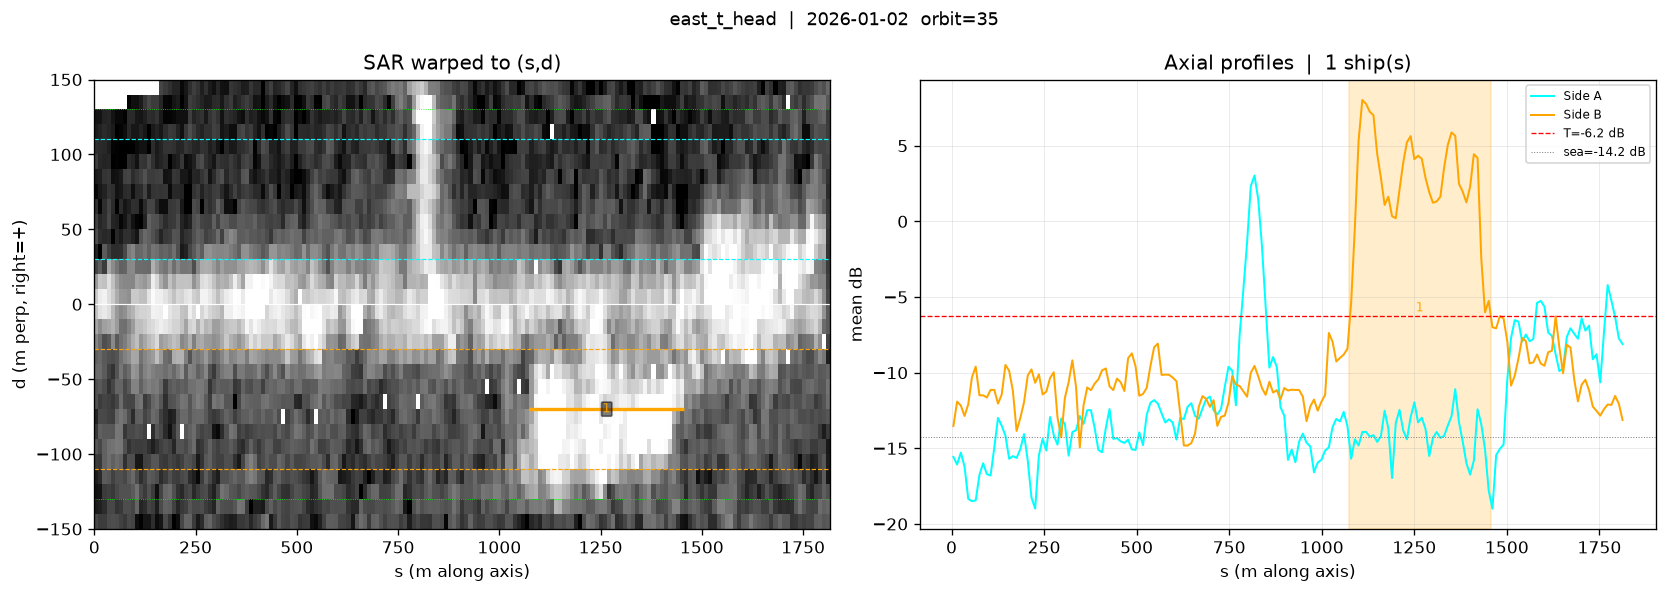 east_t_head  |  2026-01-02  orbit=35
SAR warped to (s,d)
150
100
50
0
−50
−100
−150
d (m perp, right=+)
0
250
500
750
1000
1250
1500
1750
s (m along axis)
1
Axial profiles  |  1 ship(s)
5
0
−5
−10
−15
−20
mean dB
0
250
500
750
1000
1250
1500
1750
s (m along axis)
1
Side A
Side B
T=-6.2 dB
sea=-14.2 dB